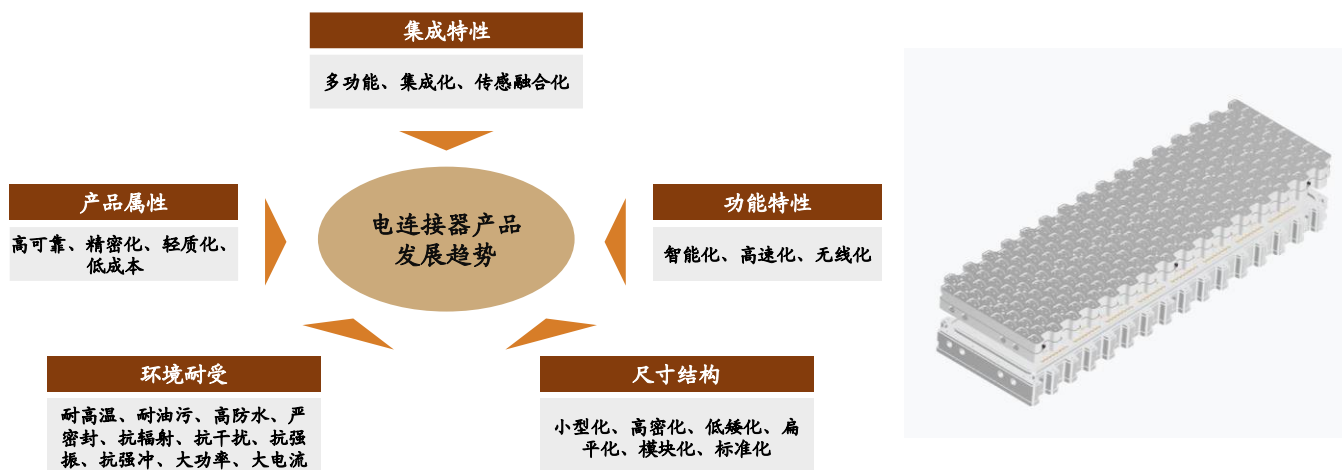 集成特性
多功能、集成化、传感融合化
产品属性
高可靠、精密化、轻质化、
低成本
电连接器产品
发展趋势
功能特性
智能化、高速化、无线化
环境耐受
耐高温、耐油污、高防水、严
密封、抗辐射、抗干扰、抗强
振、抗强冲、大功率、大电流
尺寸结构
小型化、高密化、低矮化、扁
平化、模块化、标准化